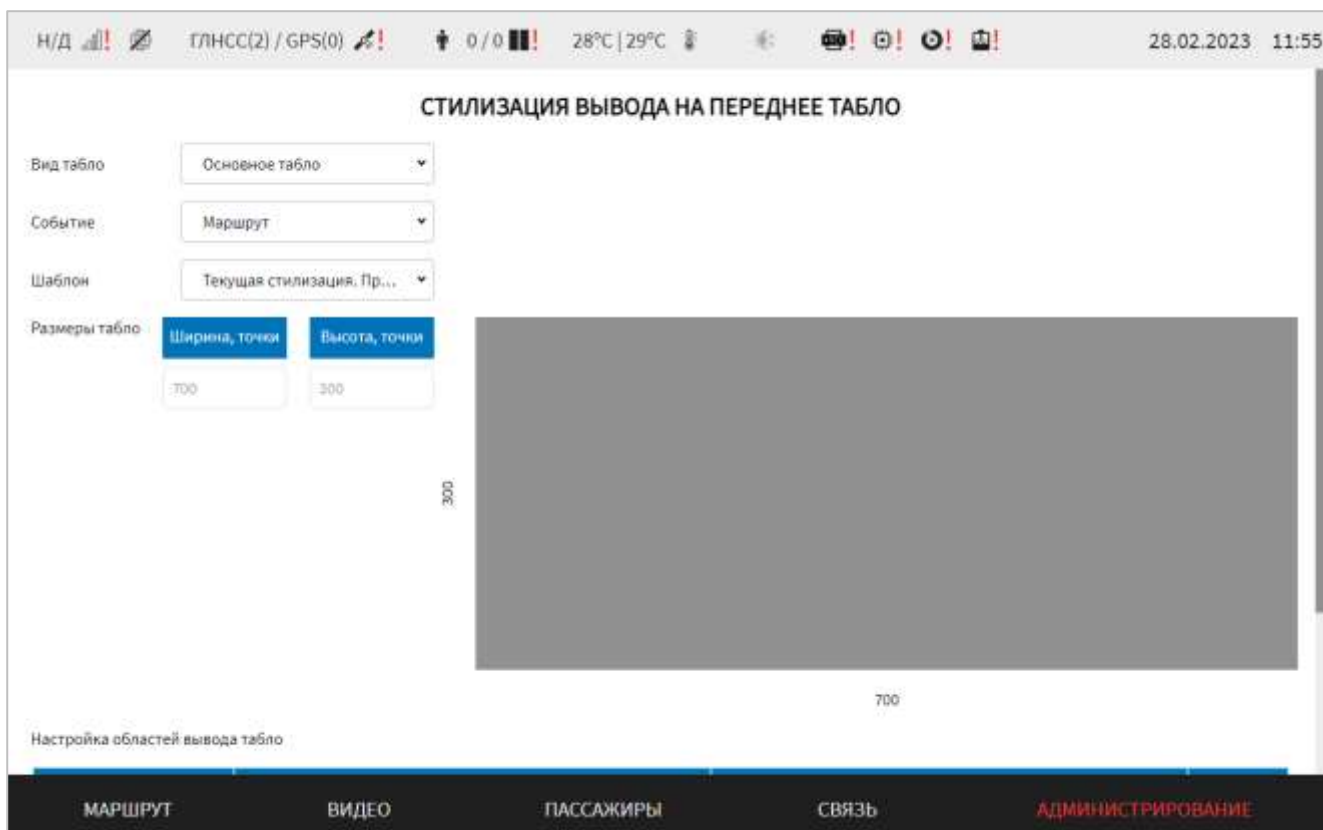 Н/Д ГЛНСС(2) / GPS(0) 0 / 0 28°C | 29°C 28.02.2023 11:55
СТИЛИЗАЦИЯ ВЫВОДА НА ПЕРЕДНЕЕ ТАБЛО
Вид табло Основное табло
Событие Маршрут
Шаблон Текущая стилизация. Пр...
Размеры табло Ширина, точки Высота, точки
700 300
300
700
Настройка областей вывода табло
МАРШРУТ ВИДЕО ПАССАЖИРЫ СВЯЗЬ АДМИНИСТРИРОВАНИЕ